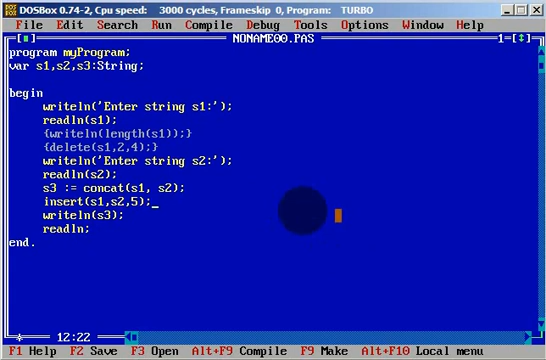 DOSBox 0.74-2, Cpu speed: 3000 cycles, Frameskip 0, Program: TURBO
File Edit Search Run Compile Debug Tools Options Window Help
NONAME00.PAS 1=[↕]
program myProgram;
var s1,s2,s3:String;
begin
writeln('Enter string s1:');
readln(s1);
{writeln(length(s1));}
{delete(s1,2,4);}
writeln('Enter string s2:');
readln(s2);
s3 := concat(s1, s2);
insert(s1,s2,5);_
writeln(s3);
readln;
end.
12:22
F1 Help F2 Save F3 Open Alt+F9 Compile F9 Make Alt+F10 Local menu